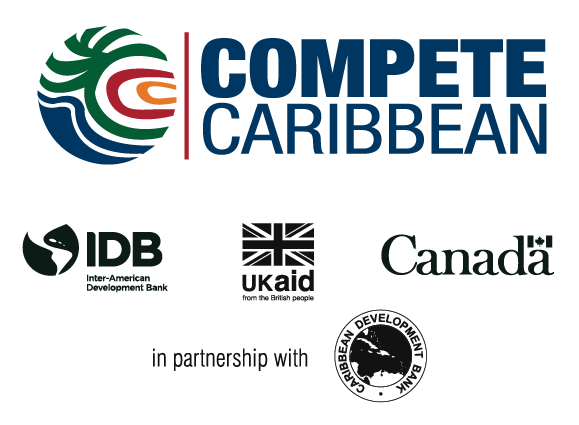 COMPETE
CARIBBEAN
IDB
Inter-American
Development Bank
UKaid
from the British people
Canada
in partnership with
CARIBBEAN DEVELOPMENT BANK